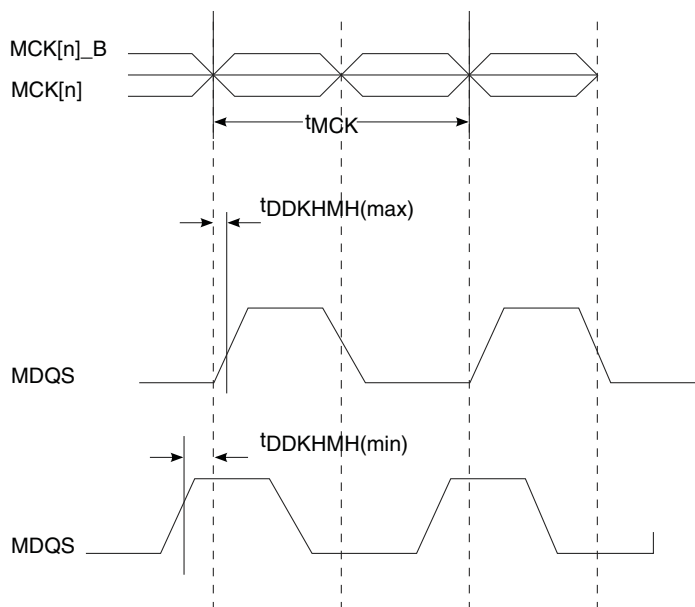 MCK[n]_B
MCK[n]
tMCK
tDDKHMH(max)
MDQS
tDDKHMH(min)
MDQS